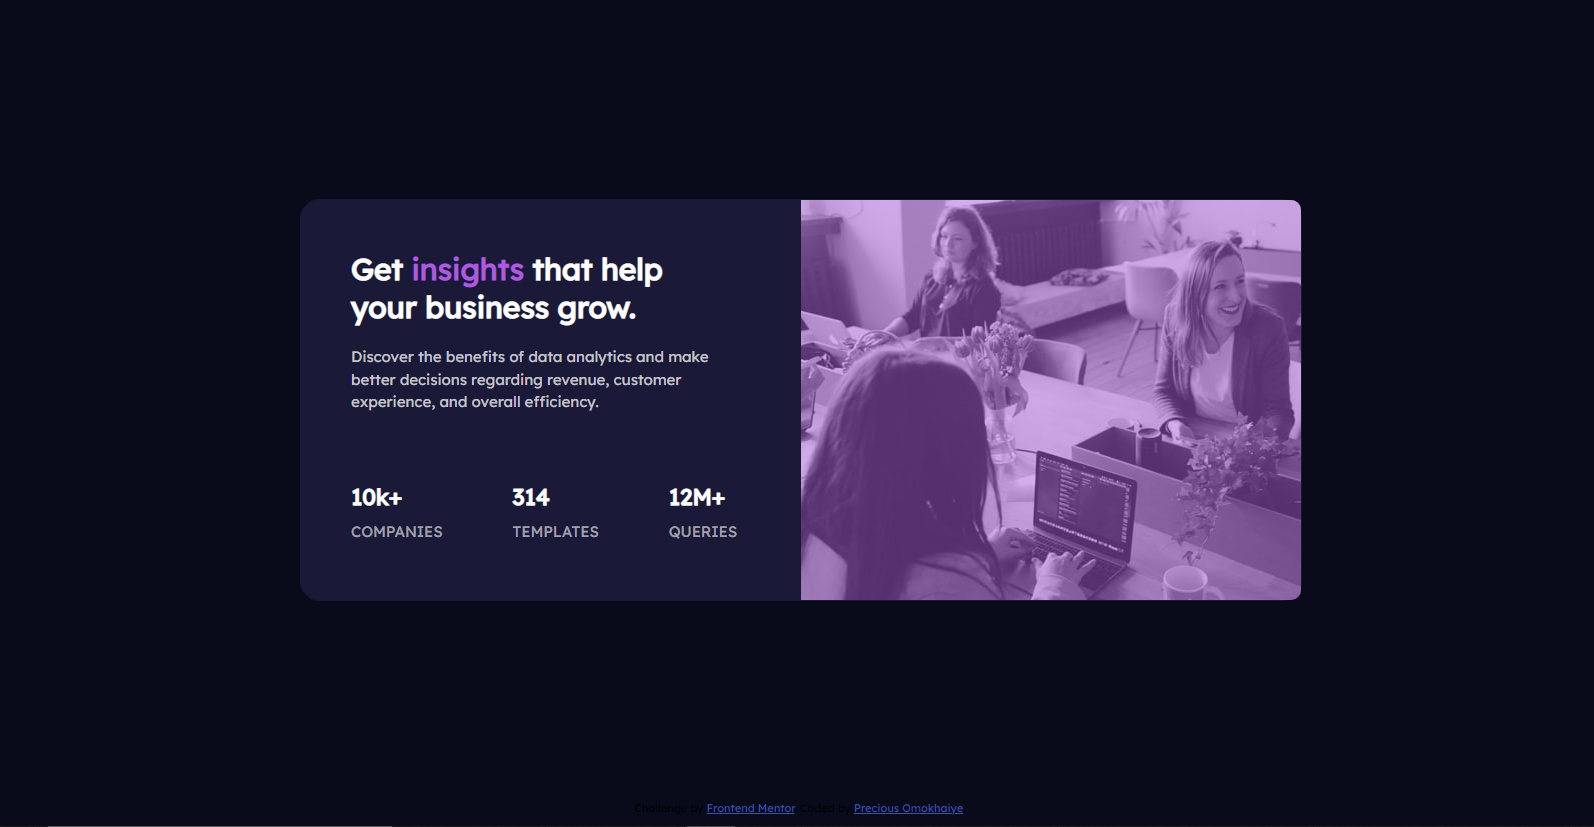 Get insights that help
your business grow.
Discover the benefits of data analytics and make
better decisions regarding revenue, customer
experience, and overall efficiency.
10k+ 314 12M+
COMPANIES TEMPLATES QUERIES
Challenge by Frontend Mentor Coded by Precious Omokhaiye